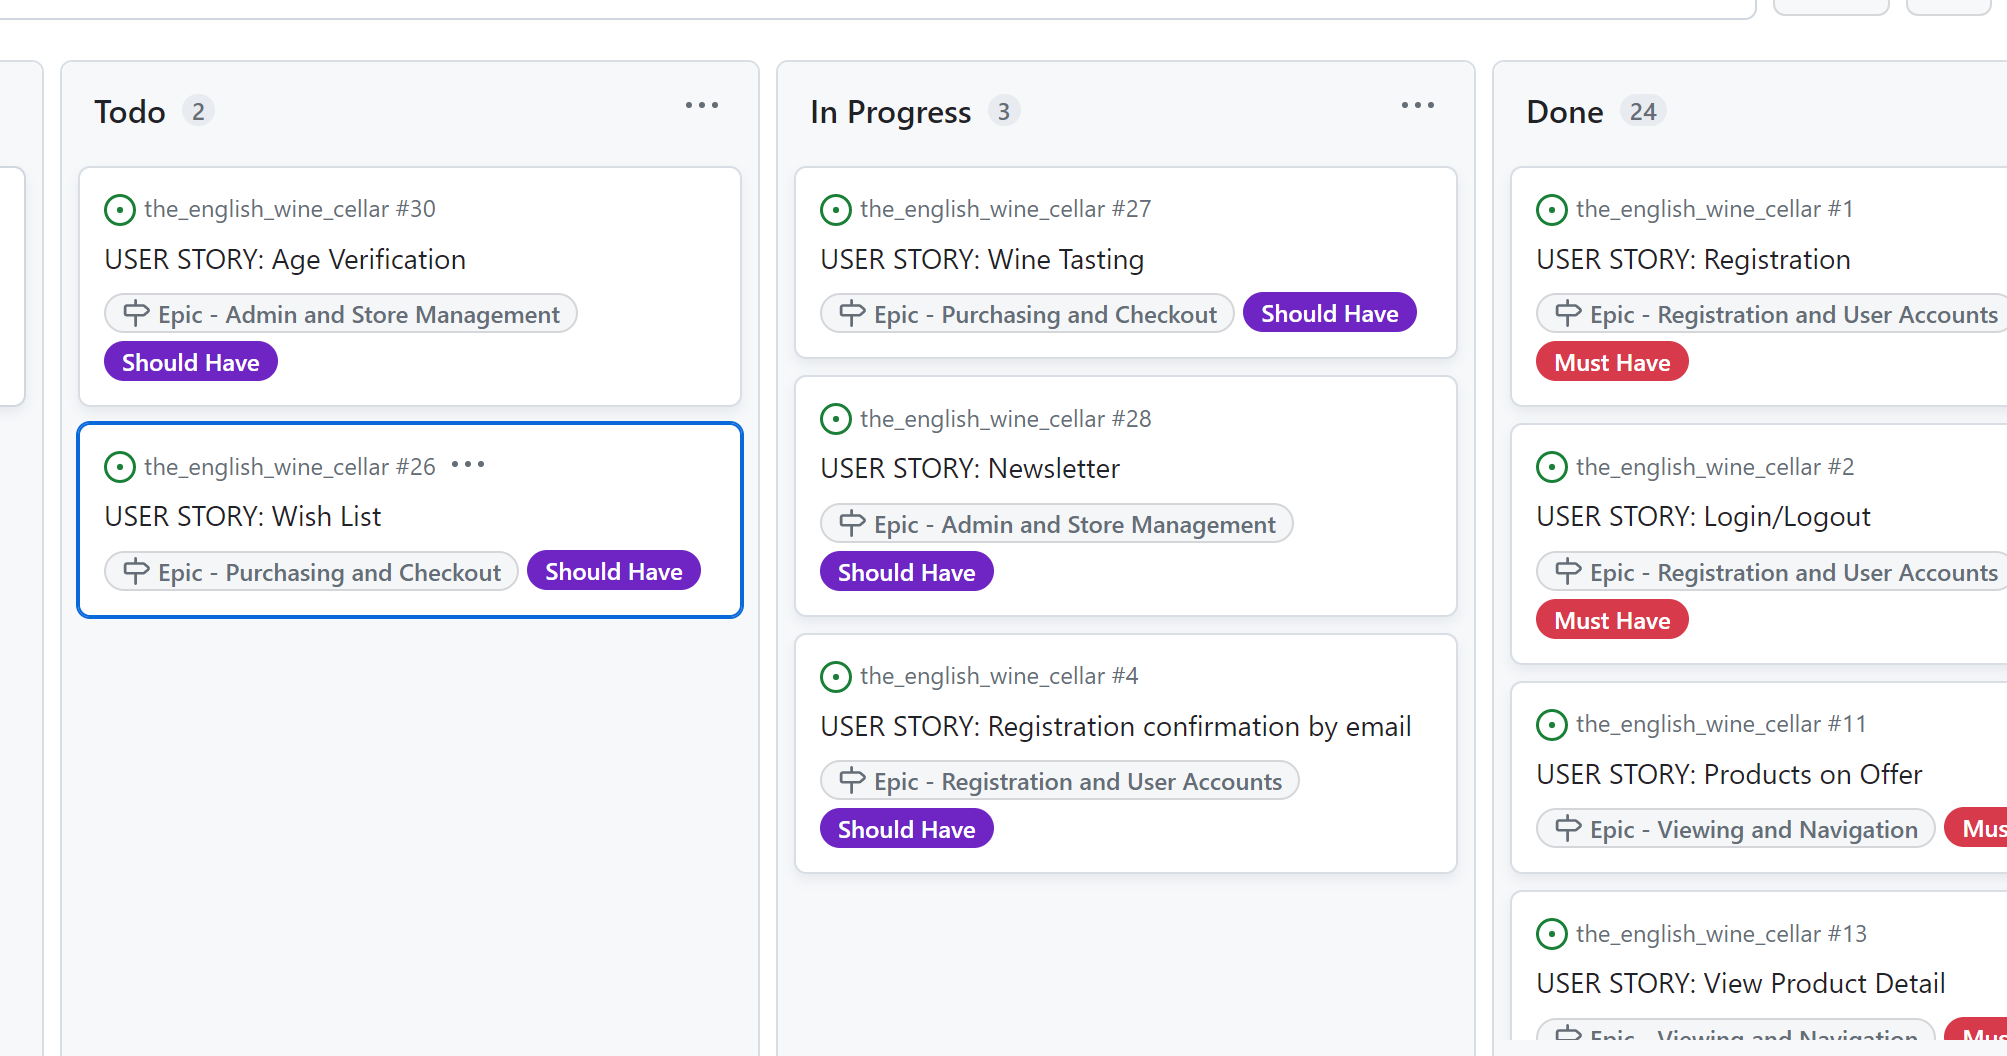 Todo 2
the_english_wine_cellar #30
USER STORY: Age Verification
Epic - Admin and Store Management
Should Have
the_english_wine_cellar #26
USER STORY: Wish List
Epic - Purchasing and Checkout Should Have
In Progress 3
the_english_wine_cellar #27
USER STORY: Wine Tasting
Epic - Purchasing and Checkout Should Have
the_english_wine_cellar #28
USER STORY: Newsletter
Epic - Admin and Store Management
Should Have
the_english_wine_cellar #4
USER STORY: Registration confirmation by email
Epic - Registration and User Accounts
Should Have
Done 24
the_english_wine_cellar #1
USER STORY: Registration
Epic - Registration and User Accounts
Must Have
the_english_wine_cellar #2
USER STORY: Login/Logout
Epic - Registration and User Accounts
Must Have
the_english_wine_cellar #11
USER STORY: Products on Offer
Epic - Viewing and Navigation Mus
the_english_wine_cellar #13
USER STORY: View Product Detail
Epic - Viewing and Navigation Mus